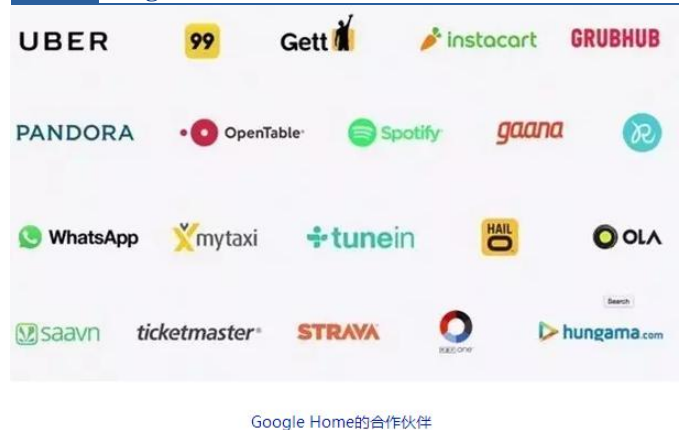 UBER 99 Gett instacart GRUBHUB
PANDORA OpenTable Spotify gaana
WhatsApp mytaxi tunein HAIL OLA
Search
saavn ticketmaster STRAVA hungama.com
Google Home的合作伙伴